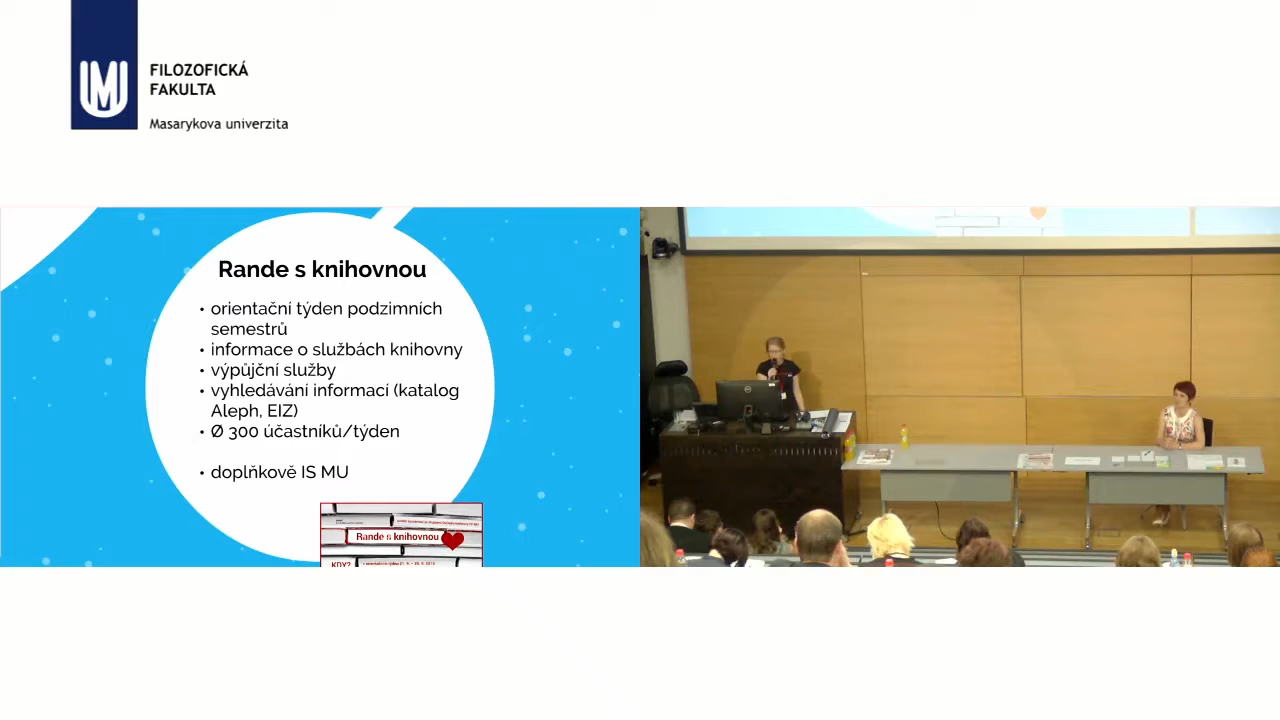 FILOZOFICKÁ
FAKULTA
Masarykova univerzita
Rande s knihovnou
• orientační týden podzimních
semestrů
• informace o službách knihovny
• výpůjční služby
• vyhledávání informací (katalog
Aleph, EIZ)
• Ø 300 účastníků/týden
• doplňkově IS MU
Rande s knihovnou
KDY?